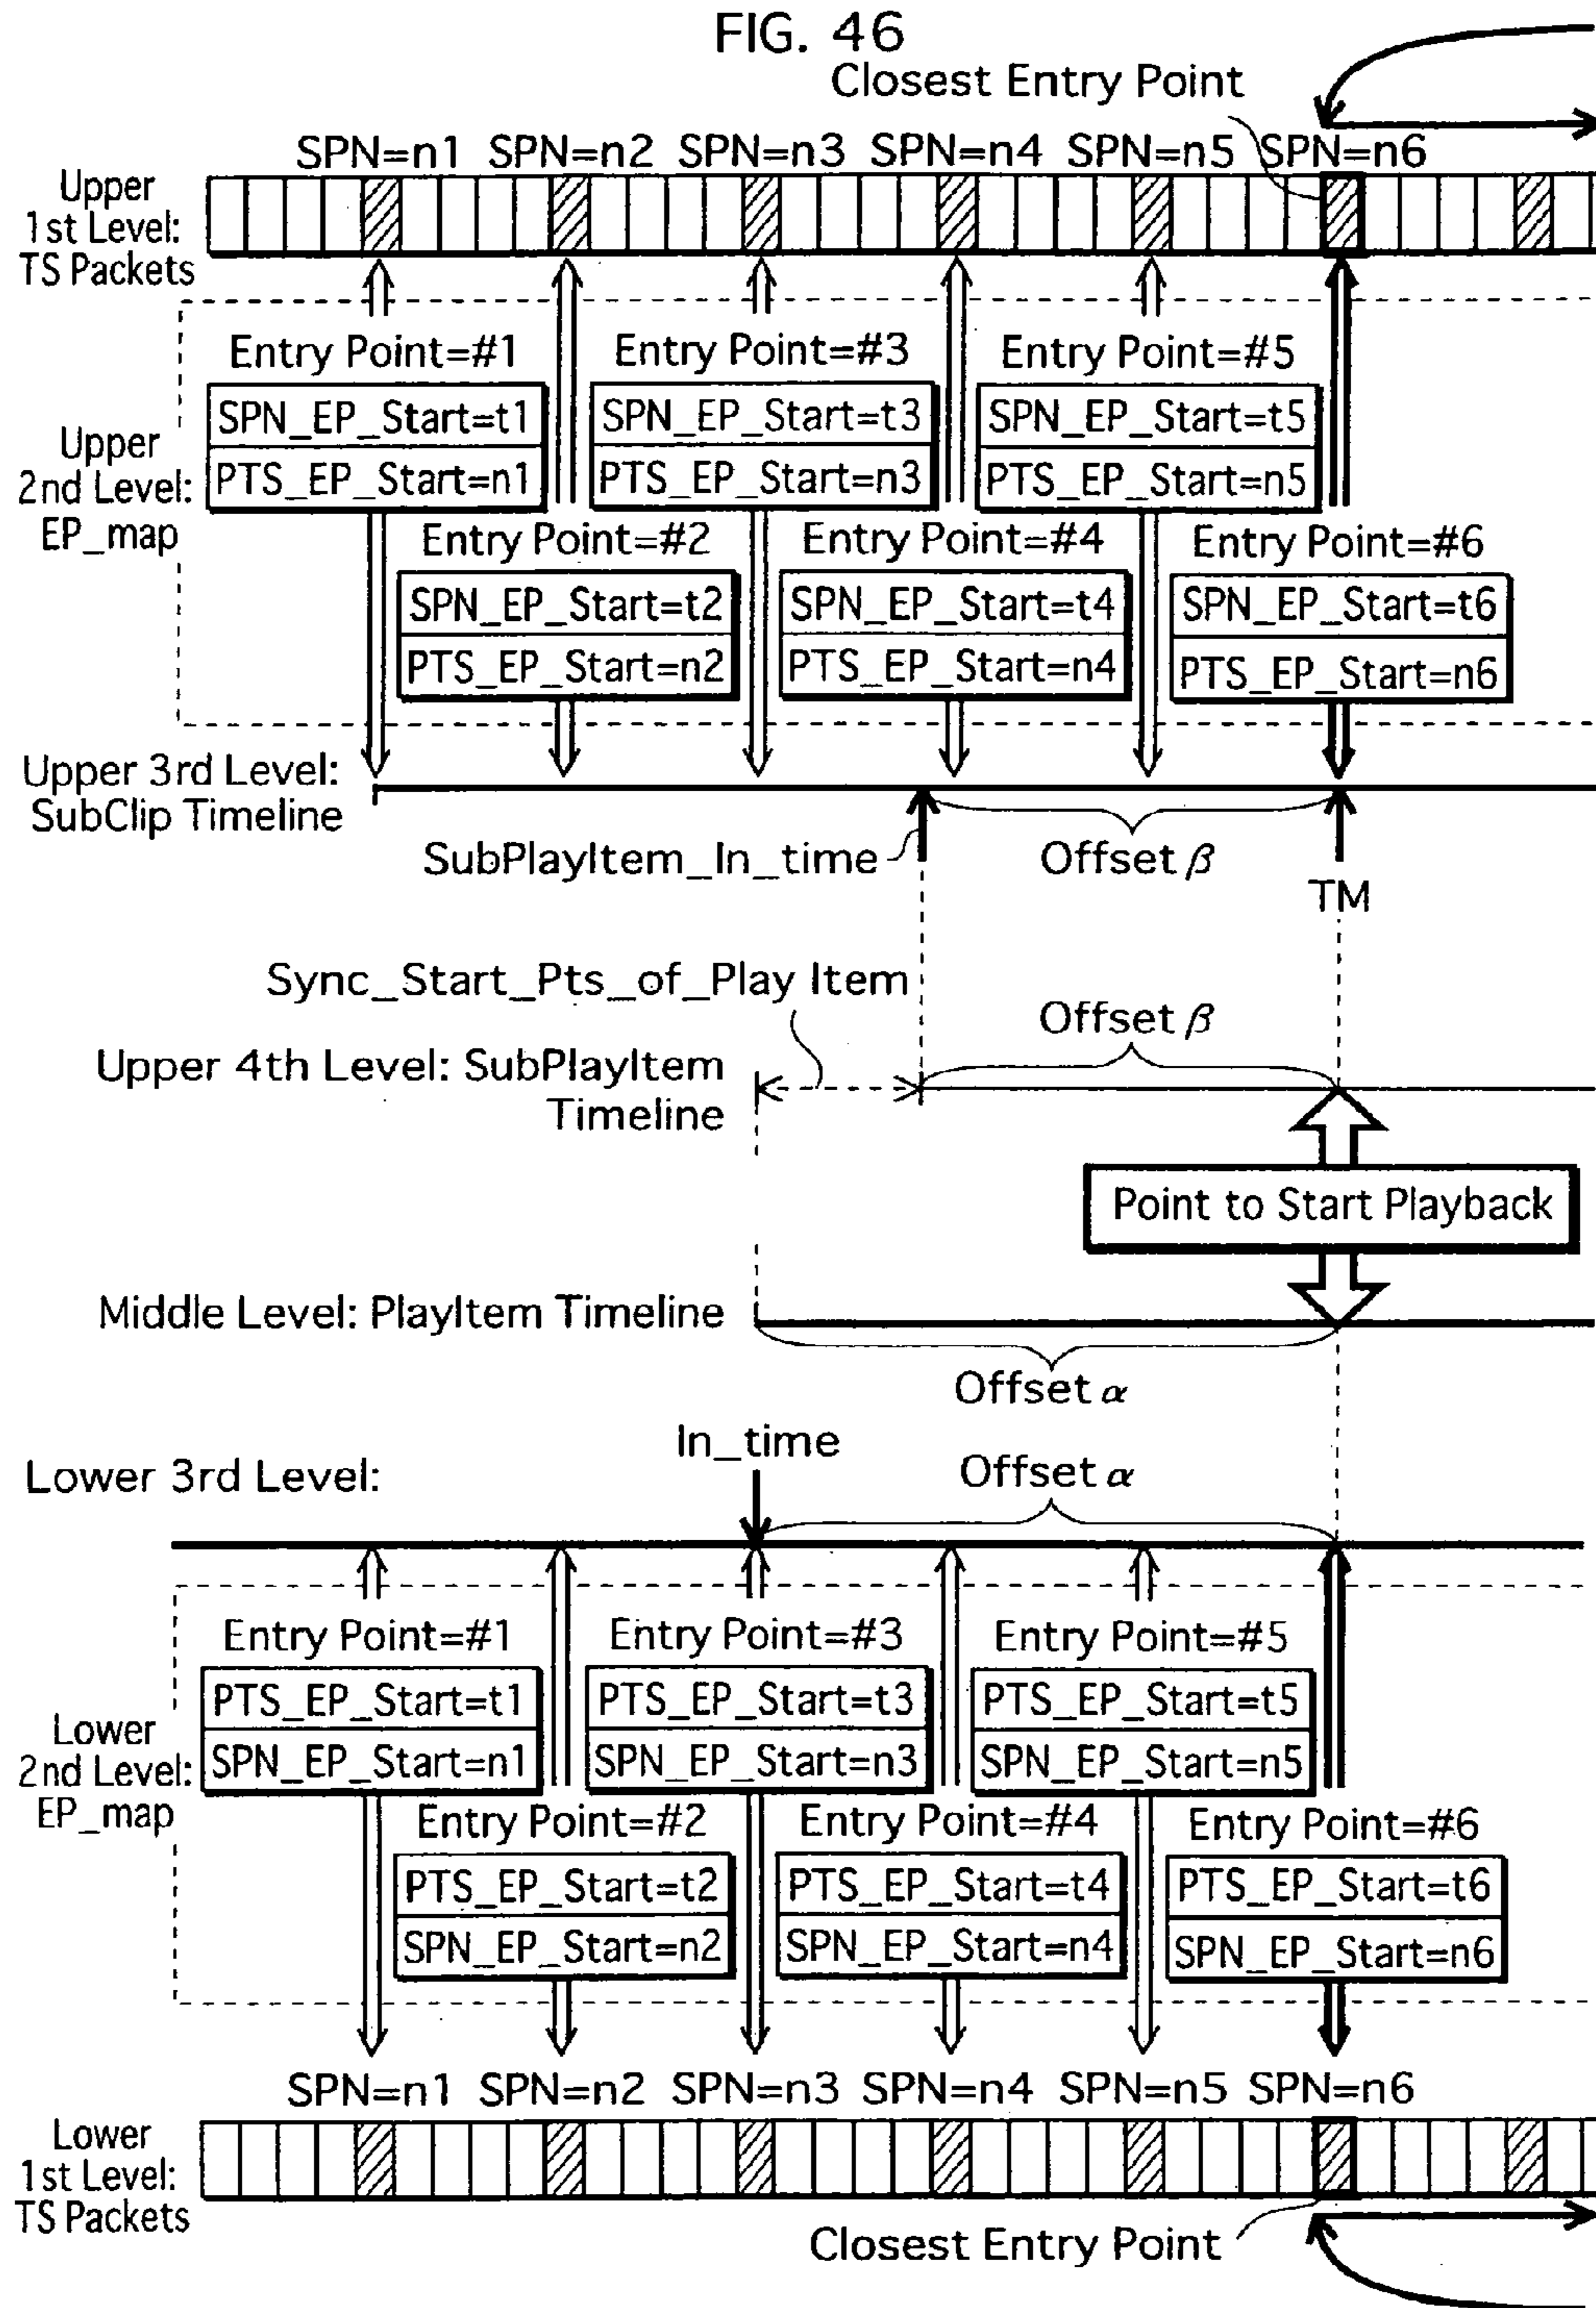 FIG. 46
Closest Entry Point
SPN=n1 SPN=n2 SPN=n3 SPN=n4 SPN=n5 SPN=n6
Upper
1st Level:
TS Packets
Entry Point=#1 Entry Point=#3 Entry Point=#5
SPN_EP_Start=t1 SPN_EP_Start=t3 SPN_EP_Start=t5
PTS_EP_Start=n1 PTS_EP_Start=n3 PTS_EP_Start=n5
Upper
2nd Level:
EP_map
Entry Point=#2 Entry Point=#4 Entry Point=#6
SPN_EP_Start=t2 SPN_EP_Start=t4 SPN_EP_Start=t6
PTS_EP_Start=n2 PTS_EP_Start=n4 PTS_EP_Start=n6
Upper 3rd Level:
SubClip Timeline
SubPlayItem_In_time Offset β
TM
Sync_Start_Pts_of_Play Item
Offset β
Upper 4th Level: SubPlayItem
Timeline
Point to Start Playback
Middle Level: PlayItem Timeline
Offset α
In_time
Lower 3rd Level: Offset α
Entry Point=#1 Entry Point=#3 Entry Point=#5
PTS_EP_Start=t1 PTS_EP_Start=t3 PTS_EP_Start=t5
SPN_EP_Start=n1 SPN_EP_Start=n3 SPN_EP_Start=n5
Lower
2nd Level:
EP_map
Entry Point=#2 Entry Point=#4 Entry Point=#6
PTS_EP_Start=t2 PTS_EP_Start=t4 PTS_EP_Start=t6
SPN_EP_Start=n2 SPN_EP_Start=n4 SPN_EP_Start=n6
SPN=n1 SPN=n2 SPN=n3 SPN=n4 SPN=n5 SPN=n6
Lower
1st Level:
TS Packets
Closest Entry Point